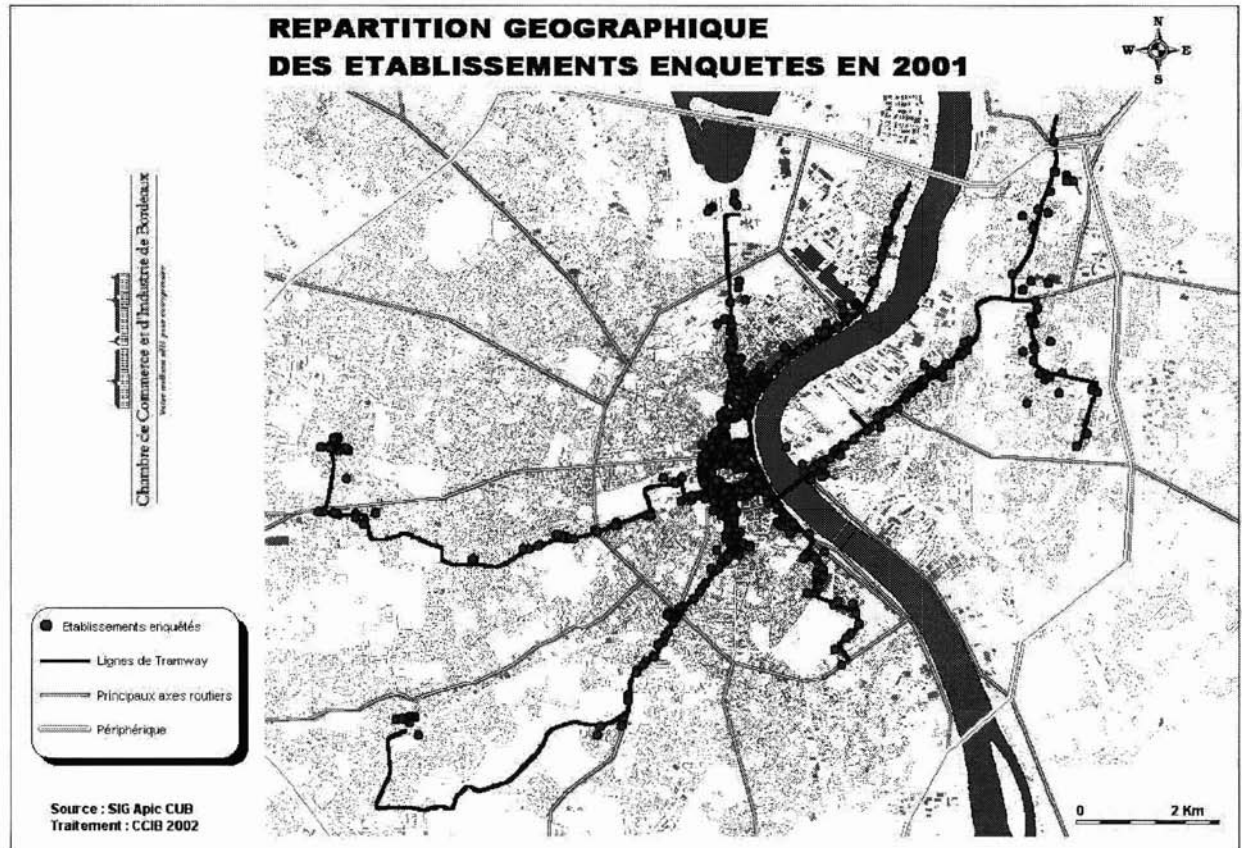 REPARTITION GEOGRAPHIQUE
DES ETABLISSEMENTS ENQUETES EN 2001
N
W E
S
Chambre de Commerce et d'Industrie de Bordeaux
Etablissements enquêtés
Lignes de Tramway
Principaux axes routiers
Périphérique
Source : SIG Apic CUB
Traitement : CCIB 2002
0 2 Km